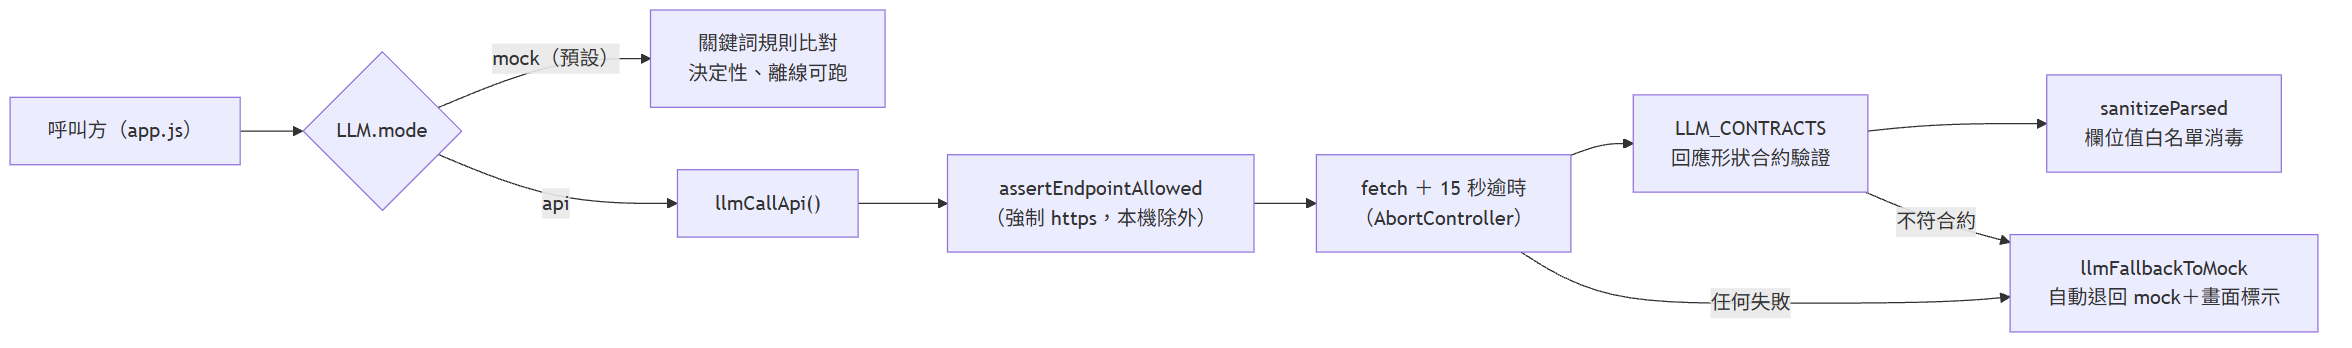 呼叫方（app.js）
LLM.mode
mock（預設）
api
關鍵詞規則比對
決定性、離線可跑
llmCallApi()
assertEndpointAllowed
（強制 https，本機除外）
fetch ＋ 15 秒逾時
（AbortController）
LLM_CONTRACTS
回應形狀合約驗證
不符合約
任何失敗
sanitizeParsed
欄位值白名單消毒
llmFallbackToMock
自動退回 mock＋畫面標示